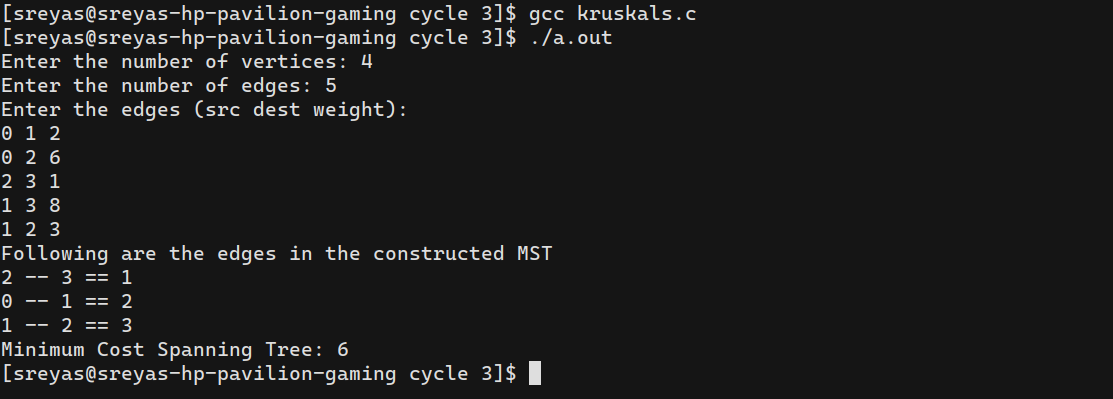 [sreyas@sreyas-hp-pavilion-gaming cycle 3]$ gcc kruskals.c
[sreyas@sreyas-hp-pavilion-gaming cycle 3]$ ./a.out
Enter the number of vertices: 4
Enter the number of edges: 5
Enter the edges (src dest weight):
0 1 2
0 2 6
2 3 1
1 3 8
1 2 3
Following are the edges in the constructed MST
2 -- 3 == 1
0 -- 1 == 2
1 -- 2 == 3
Minimum Cost Spanning Tree: 6
[sreyas@sreyas-hp-pavilion-gaming cycle 3]$